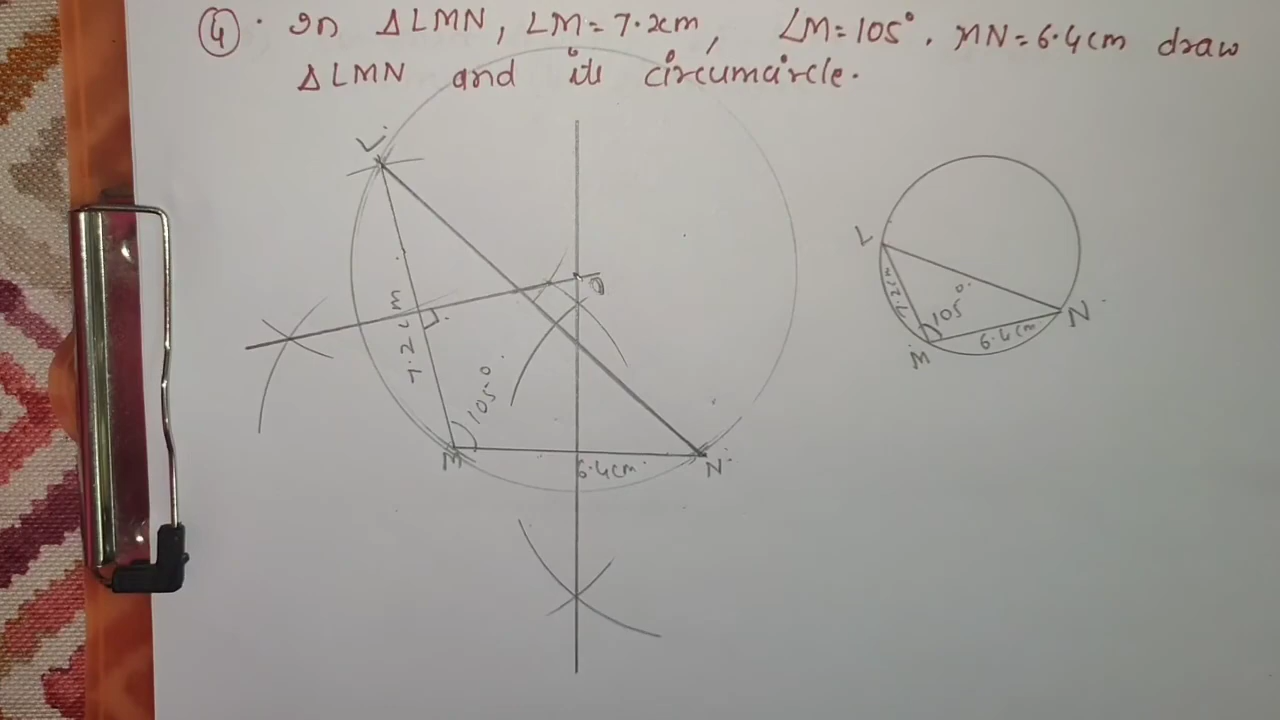 4. In ΔLMN, ∠M = 7.2cm, ∠M = 105°. MN = 6.4cm draw
ΔLMN and its circumcircle.
L
O
7.2cm
105°
M
6.4cm
N
L
7.2cm
105°
M
6.4cm
N